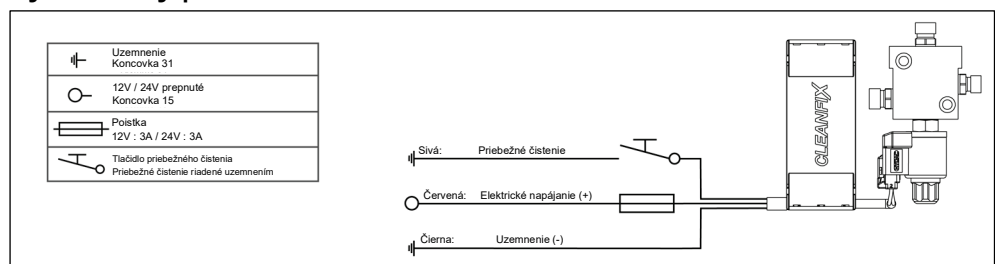 Uzemnenie
Koncovka 31
12V / 24V prepnuté
Koncovka 15
Poistka
12V : 3A / 24V : 3A
Tlačidlo priebežného čistenia
Priebežné čistenie riadené uzemnením
Sivá: Priebežné čistenie
Červená: Elektrické napájanie (+)
Čierna: Uzemnenie (-)
CLEANFIX